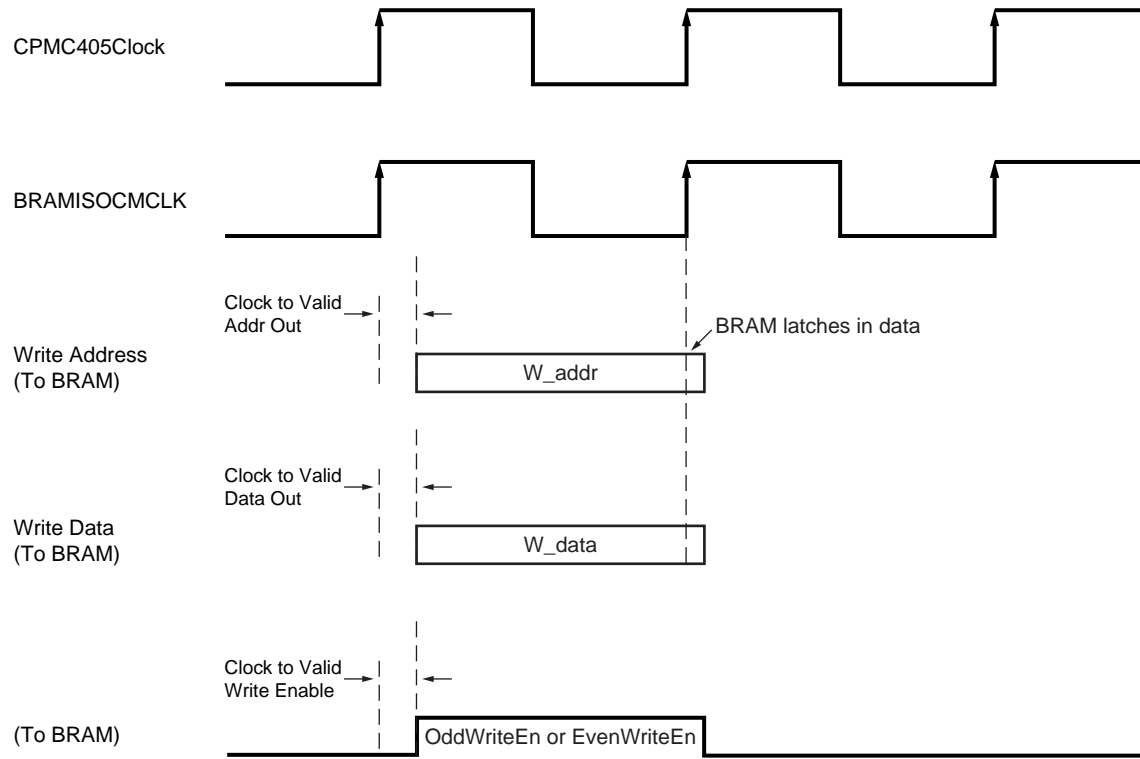 CPMC405Clock
BRAMISOCMCLK
Clock to Valid
Addr Out
BRAM latches in data
Write Address
(To BRAM)
W_addr
Clock to Valid
Data Out
Write Data
(To BRAM)
W_data
Clock to Valid
Write Enable
(To BRAM)
OddWriteEn or EvenWriteEn